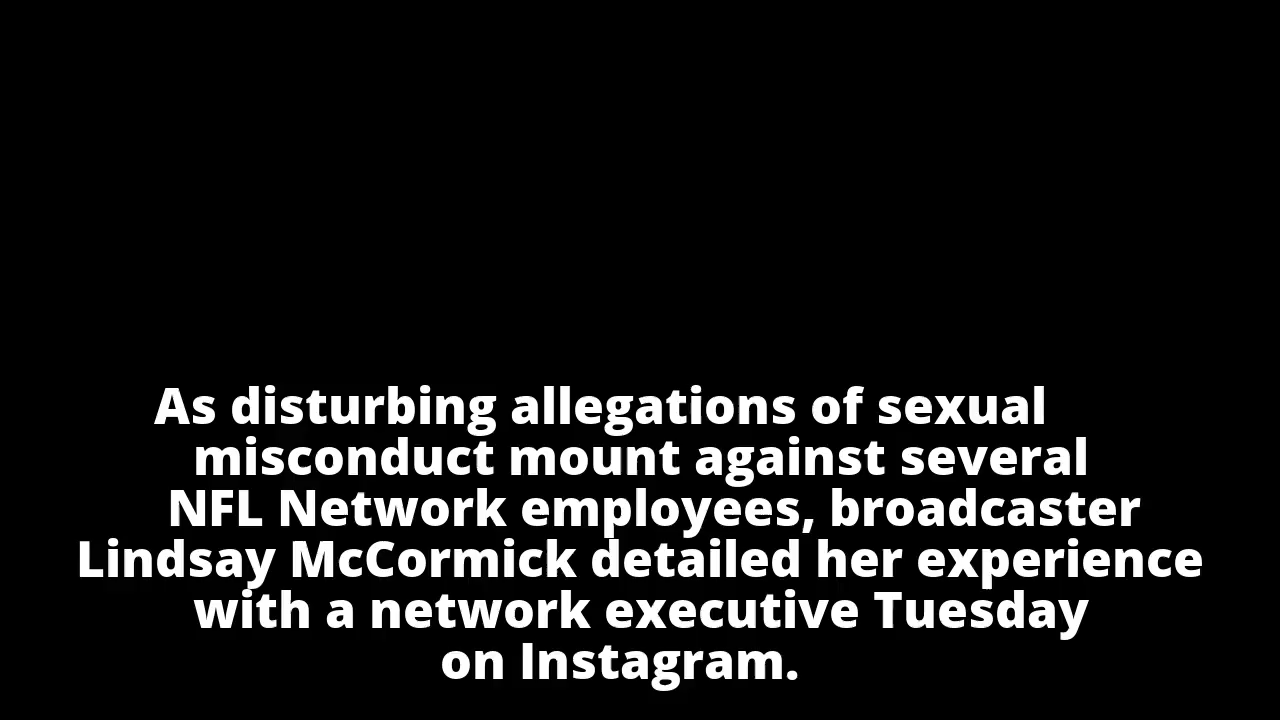 As disturbing allegations of sexual
misconduct mount against several
NFL Network employees, broadcaster
Lindsay McCormick detailed her experience
with a network executive Tuesday
on Instagram.